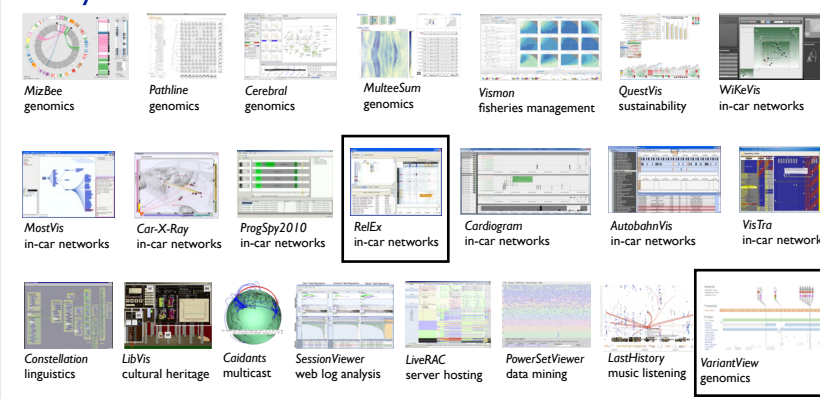 MizBee
genomics
Pathline
genomics
Cerebral
genomics
MulteeSum
genomics
Vismon
fisheries management
QuestVis
sustainability
WiKeVis
in-car networks
MostVis
in-car networks
Car-X-Ray
in-car networks
ProgSpy2010
in-car networks
RelEx
in-car networks
Cardiogram
in-car networks
AutobahnVis
in-car networks
VisTra
in-car
Constellation
linguistics
LibVis
cultural heritage
Caidants
multicast
SessionViewer
web log analysis
LiveRAC
server hosting
PowerSetViewer
data mining
LastHistory
music listening
VariantView
genomics